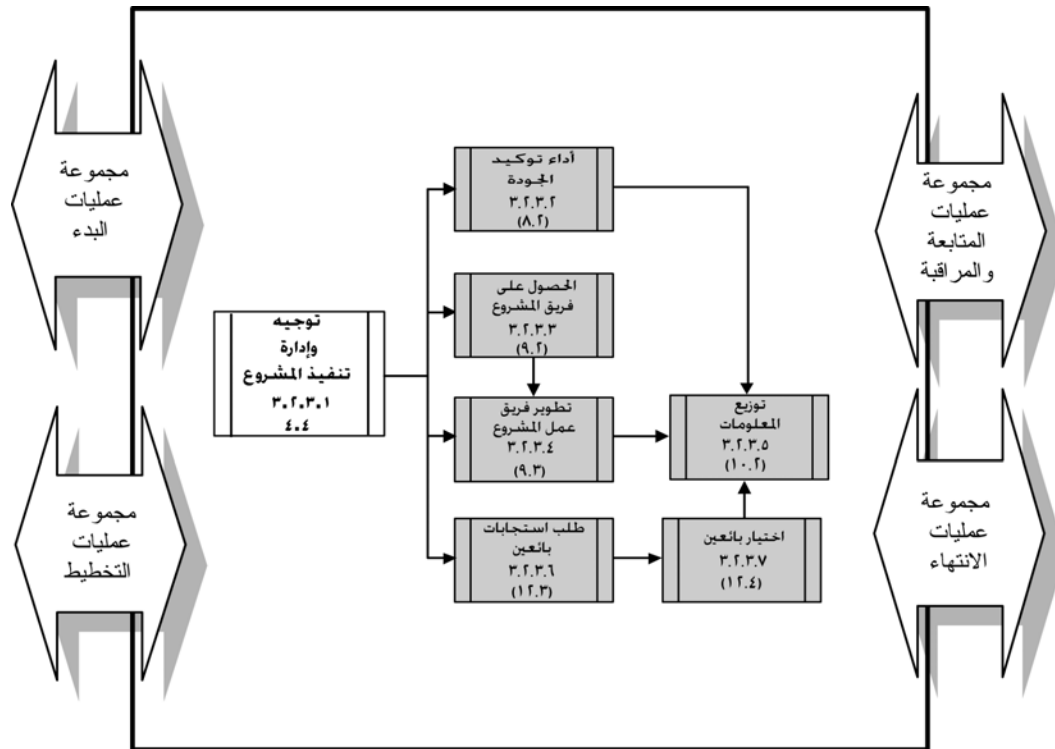 مجموعة
عمليات
البدء
مجموعة
عمليات
المتابعة
والمراقبة
أداء توكيد
الجودة
٣.٢.٣.٢
(٨.٢)
الحصول على
فريق المشروع
٣.٢.٣.٣
(٩.٢)
توجيه
وإدارة
تنفيذ المشروع
٣.٢.٣.١
٤.٤
تطوير فريق
عمل المشروع
٣.٢.٣.٤
(٩.٣)
توزيع
المعلومات
٣.٢.٣.٥
(١٠.٢)
طلب استجابات
بائعين
٣.٢.٣.٦
(١٢.٣)
اختيار بائعين
٣.٢.٣.٧
(١٢.٤)
مجموعة
عمليات
التخطيط
مجموعة
عمليات
الانتهاء